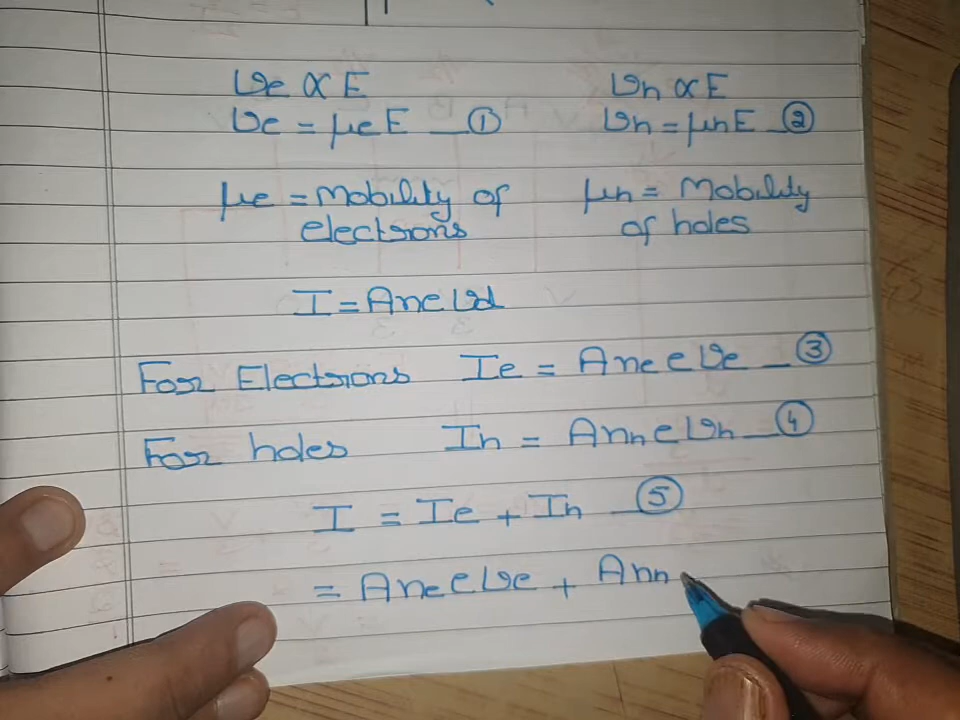 ve ∝ E vh ∝ E
ve = μeE — ① vh = μhE — ②
μe = Mobility of electrons μh = Mobility of holes
I = AneVd
For Electrons Ie = Aneeve — ③
For holes Ih = Anhevh — ④
I = Ie + Ih — ⑤
= Aneeve + Anh